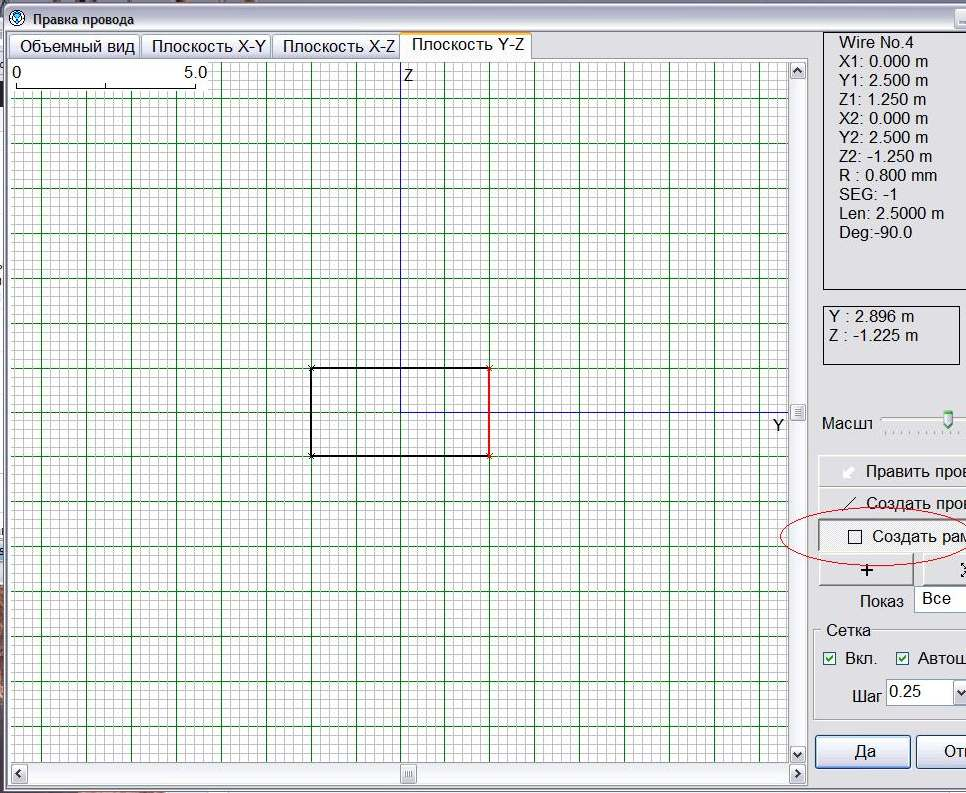 Правка провода
Объемный вид
Плоскость X-Y
Плоскость X-Z
Плоскость Y-Z
0
5.0
Z
Y
Wire No.4
X1: 0.000 m
Y1: 2.500 m
Z1: 1.250 m
X2: 0.000 m
Y2: 2.500 m
Z2: -1.250 m
R : 0.800 mm
SEG: -1
Len: 2.5000 m
Deg:-90.0
Y : 2.896 m
Z : -1.225 m
Масшт
Править пров
Создать пров
Создать рам
Показ
Все
Сетка
Вкл.
Автош
Шаг
0.25
Да
От